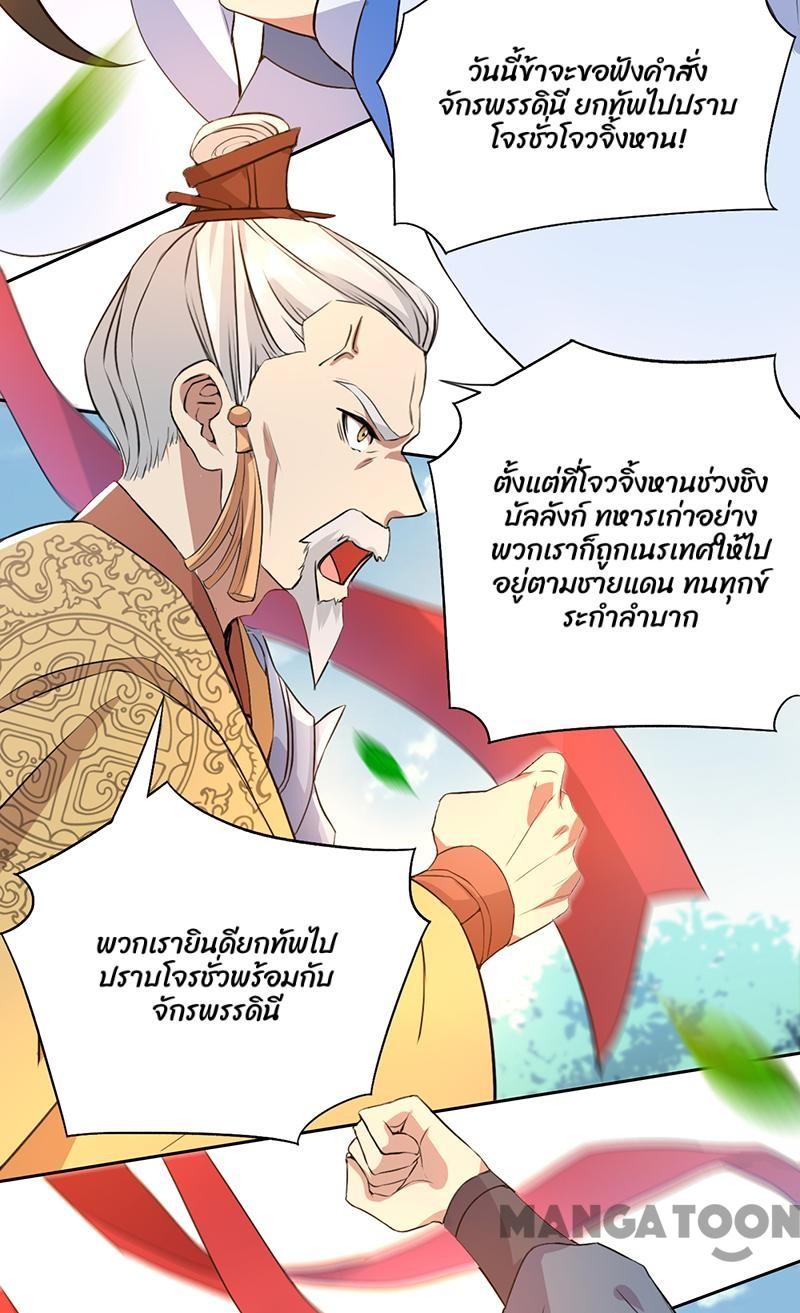 วันนี้ข้าจะขอฟังคำสั่ง
จักรพรรดินี ยกทัพไปปราบ
โจรชั่วโจวจิ้งหาน!
ตั้งแต่ที่โจวจิ้งหานช่วงชิง
บัลลังก์ ทหารเก่าอย่าง
พวกเราก็ถูกเนรเทศให้ไป
อยู่ตามชายแดน ทนทุกข์
ระกำลำบาก
พวกเรายินดียกทัพไป
ปราบโจรชั่วพร้อมกับ
จักรพรรดินี
MANGATOON